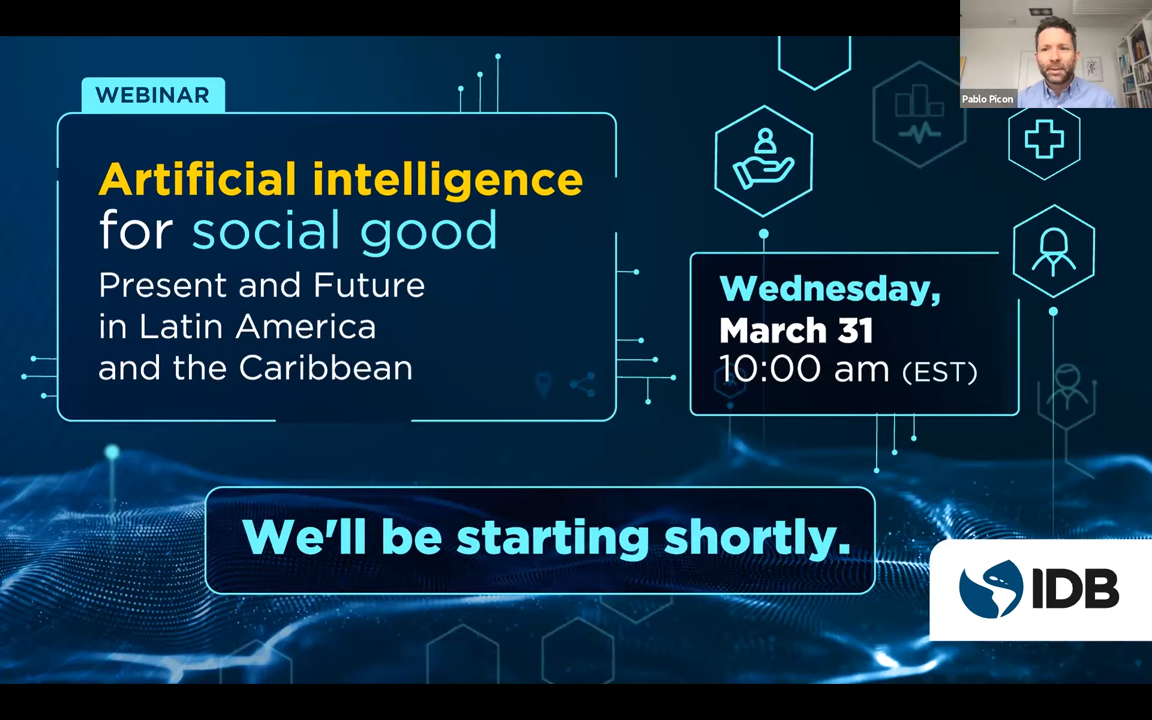 WEBINAR
Artificial intelligence
for social good
Present and Future
in Latin America
and the Caribbean
Wednesday,
March 31
10:00 am (EST)
We'll be starting shortly.
IDB
Pablo Picon